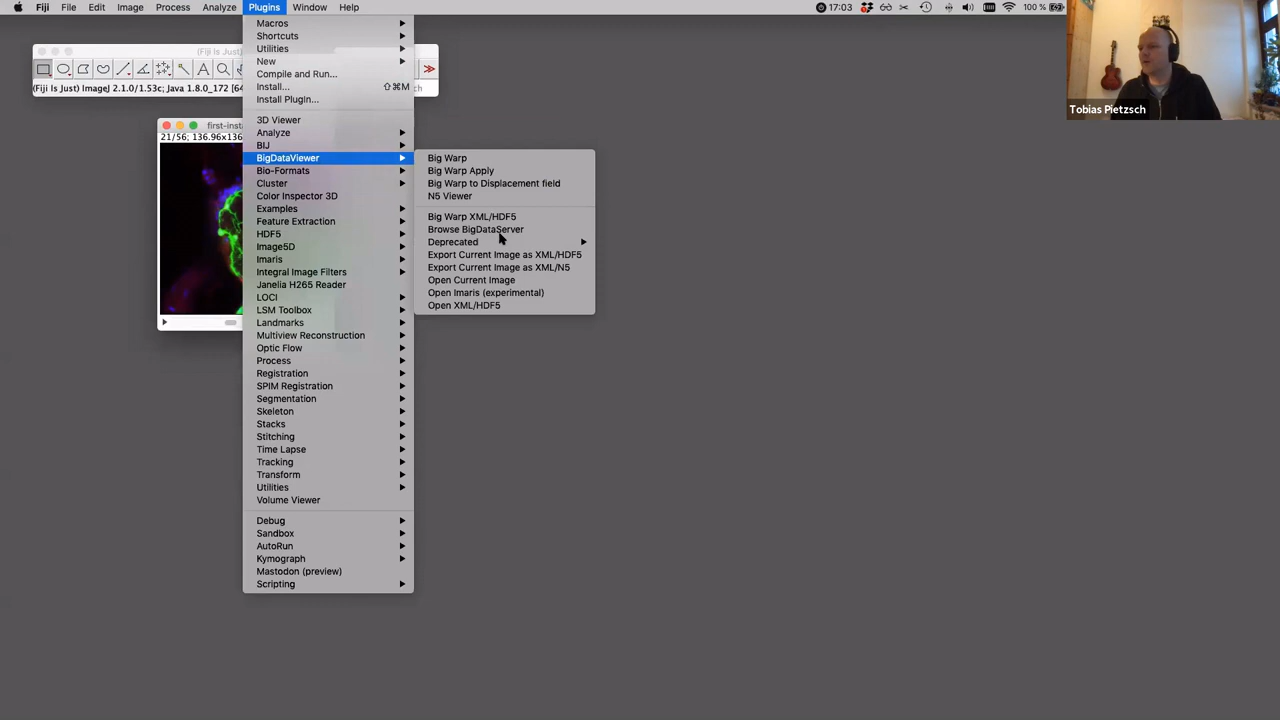 Fiji File Edit Image Process Analyze Plugins Window Help 17:03 100 %
Tobias Pietzsch
(Fiji Is Just)
(Fiji Is Just) ImageJ 2.1.0/1.53c; Java 1.8.0_172 [64
first-inst
21/56; 136.96x136
Macros
Shortcuts
Utilities
New
Compile and Run...
Install... ⇧⌘M
Install Plugin...
3D Viewer
Analyze
BIJ
BigDataViewer
Bio-Formats
Cluster
Color Inspector 3D
Examples
Feature Extraction
HDF5
Image5D
Imaris
Integral Image Filters
Janelia H265 Reader
LOCI
LSM Toolbox
Landmarks
Multiview Reconstruction
Optic Flow
Process
Registration
SPIM Registration
Segmentation
Skeleton
Stacks
Stitching
Time Lapse
Tracking
Transform
Utilities
Volume Viewer
Debug
Sandbox
AutoRun
Kymograph
Mastodon (preview)
Scripting
Big Warp
Big Warp Apply
Big Warp to Displacement field
N5 Viewer
Big Warp XML/HDF5
Browse BigDataServer
Deprecated
Export Current Image as XML/HDF5
Export Current Image as XML/N5
Open Current Image
Open Imaris (experimental)
Open XML/HDF5